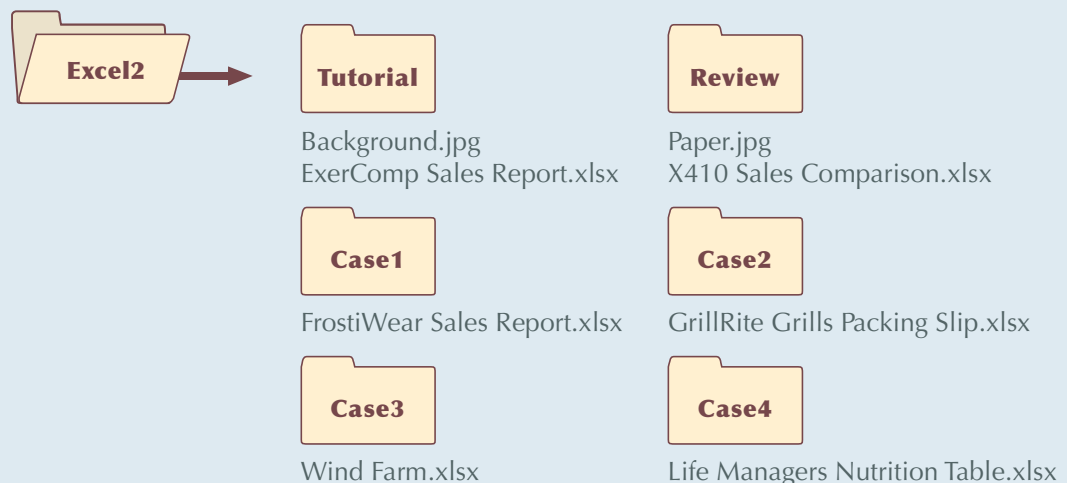 Excel2
Tutorial
Background.jpg
ExerComp Sales Report.xlsx
Review
Paper.jpg
X410 Sales Comparison.xlsx
Case1
FrostiWear Sales Report.xlsx
Case2
GrillRite Grills Packing Slip.xlsx
Case3
Wind Farm.xlsx
Case4
Life Managers Nutrition Table.xlsx